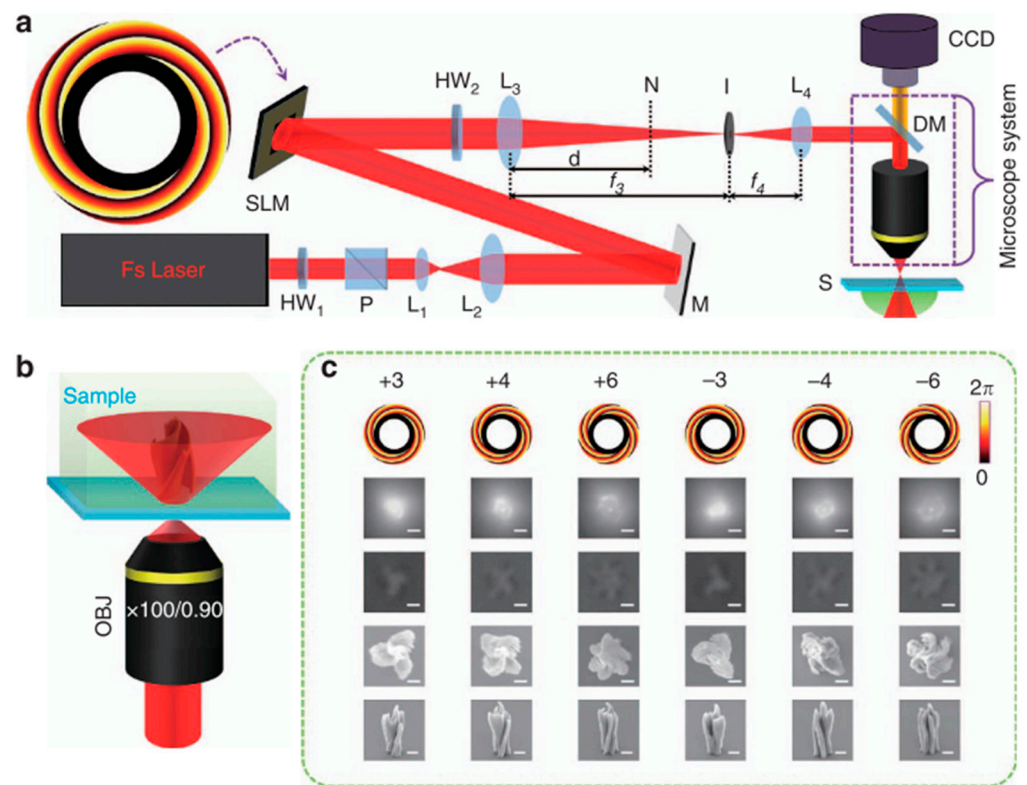 a
CCD
HW₂ L₃ N I L₄
DM
d
f₃ f₄
SLM
Microscope system
Fs Laser
S
HW₁ P L₁ L₂ M
b
Sample
OBJ
×100/0.90
c
+3 +4 +6 −3 −4 −6
2π
0